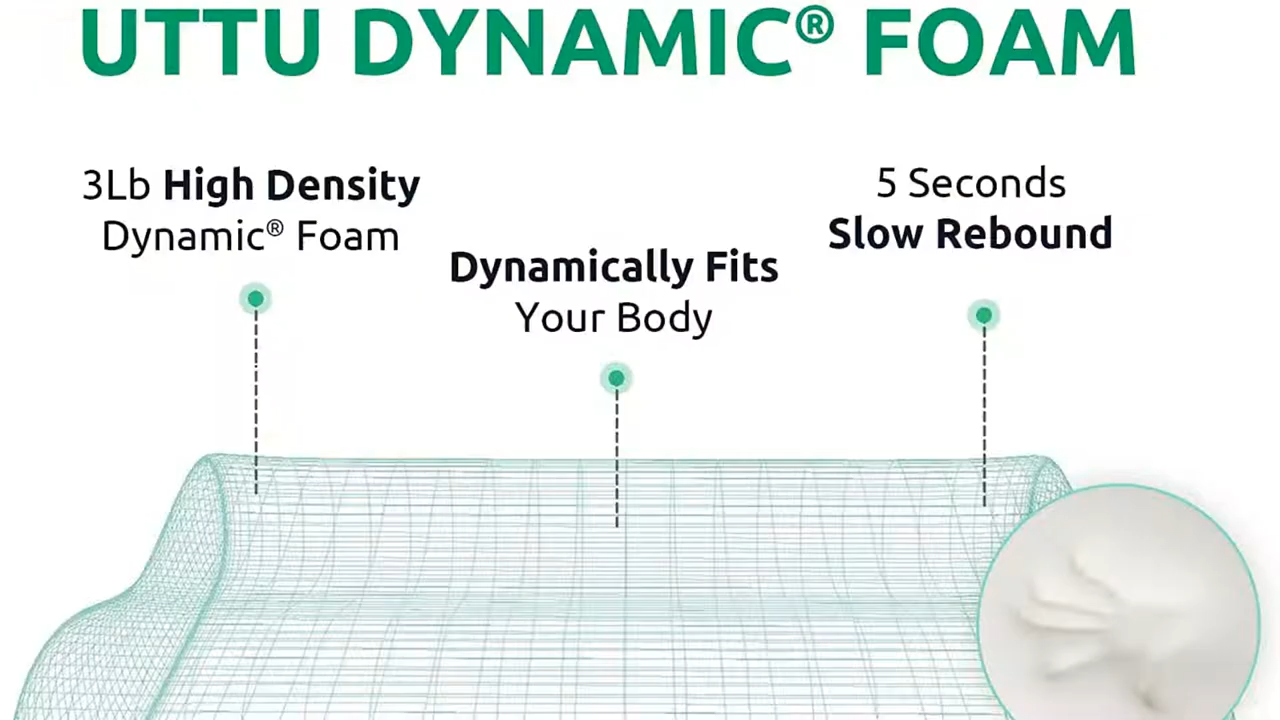 UTTU DYNAMIC® FOAM
3Lb High Density
Dynamic® Foam
Dynamically Fits
Your Body
5 Seconds
Slow Rebound